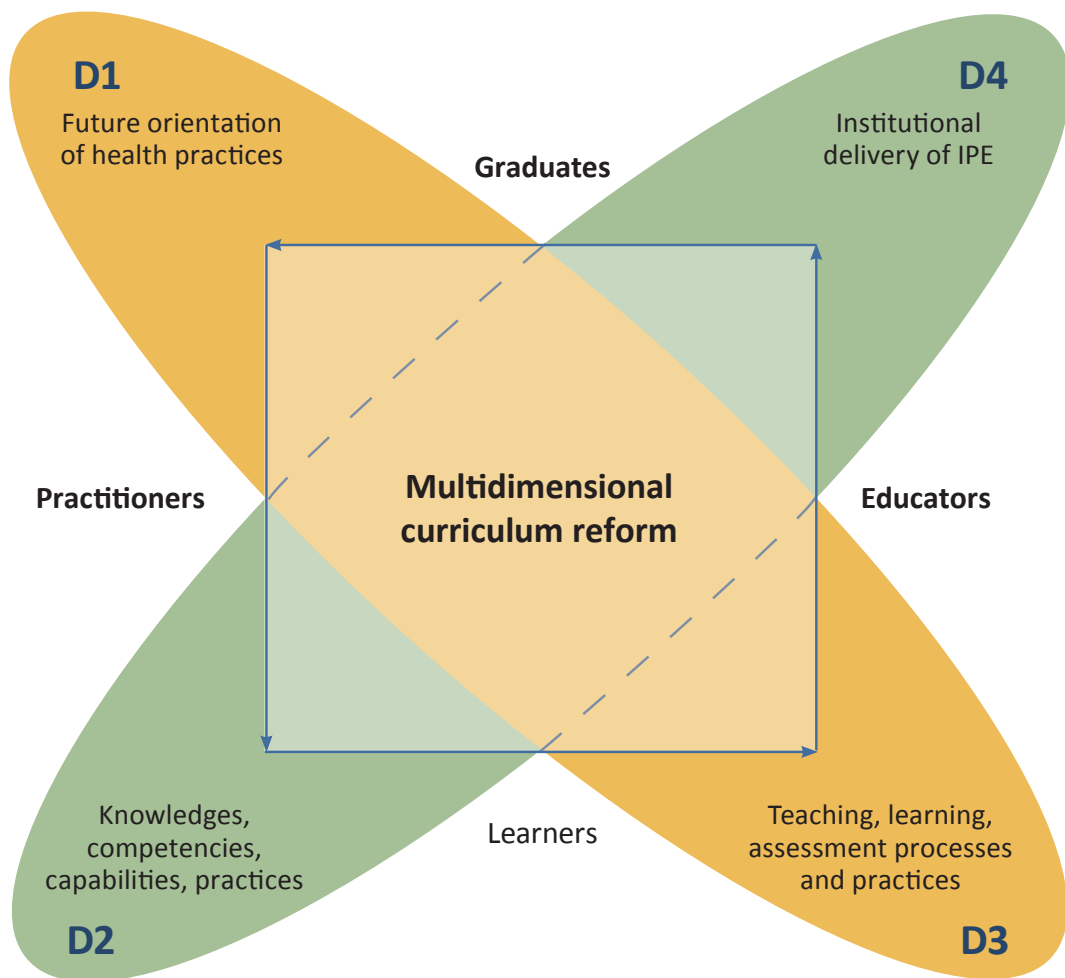 D1
Future orientation
of health practices
D4
Institutional
delivery of IPE
Graduates
Practitioners
Multidimensional
curriculum reform
Educators
Knowledges,
competencies,
capabilities, practices
D2
Learners
Teaching, learning,
assessment processes
and practices
D3